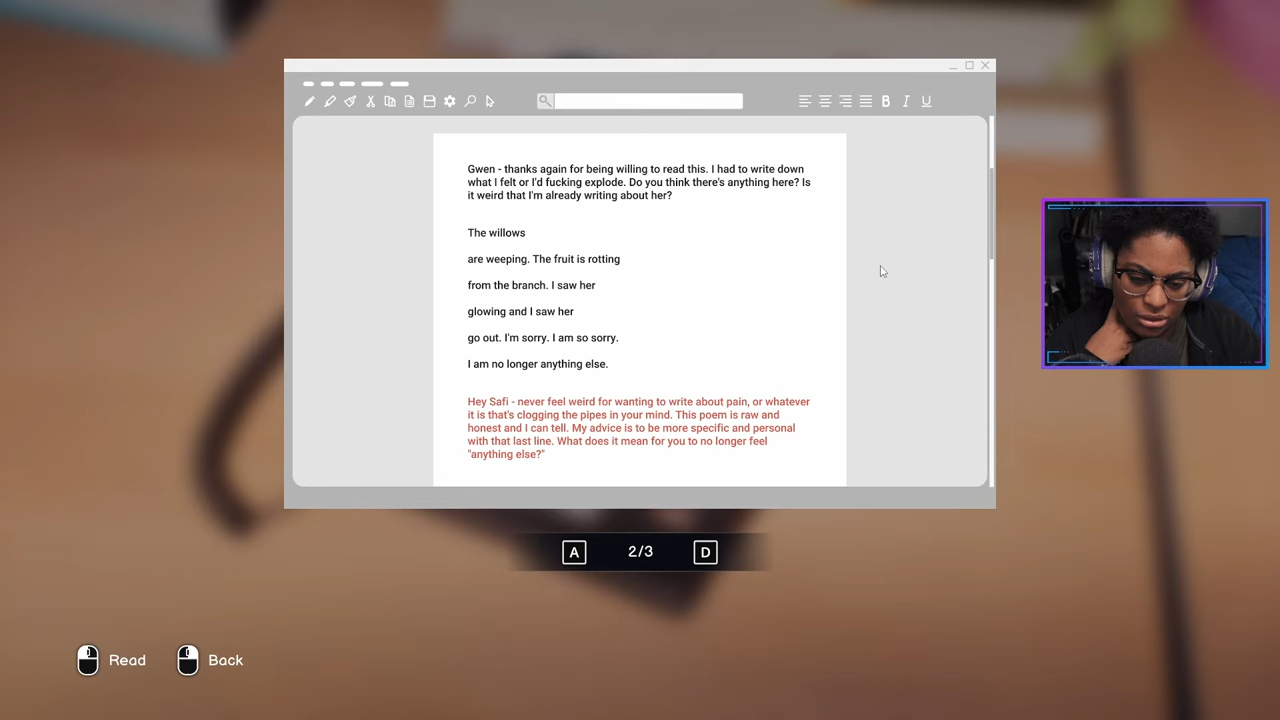 Gwen - thanks again for being willing to read this. I had to write down
what I felt or I'd fucking explode. Do you think there's anything here? Is
it weird that I'm already writing about her?
The willows
are weeping. The fruit is rotting
from the branch. I saw her
glowing and I saw her
go out. I'm sorry. I am so sorry.
I am no longer anything else.
Hey Safi - never feel weird for wanting to write about pain, or whatever
it is that's clogging the pipes in your mind. This poem is raw and
honest and I can tell. My advice is to be more specific and personal
with that last line. What does it mean for you to no longer feel
"anything else?"
A 2/3 D
Read Back